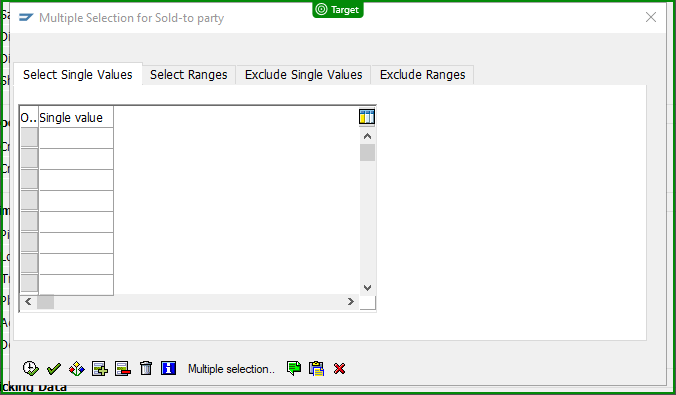 Target
Multiple Selection for Sold-to party
Select Single Values
Select Ranges
Exclude Single Values
Exclude Ranges
O..
Single value
Multiple selection..
icking Data